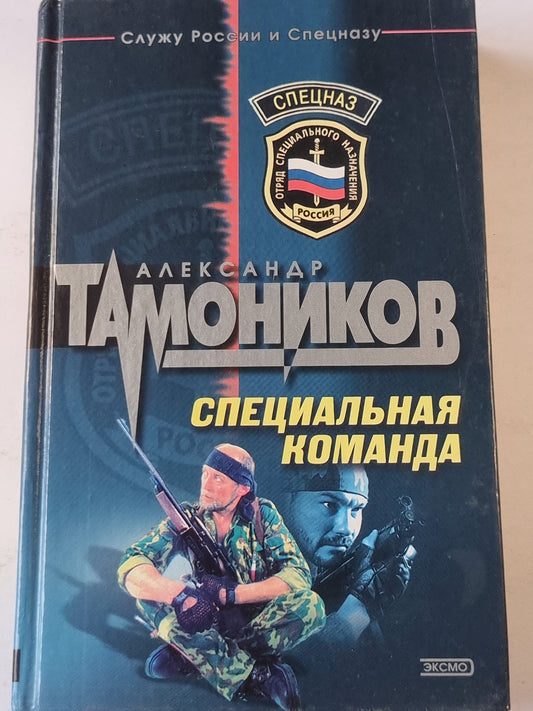 Служу России и Спецназу
СПЕЦНАЗ
ОТРЯД СПЕЦИАЛЬНОГО НАЗНАЧЕНИЯ
РОССИЯ
АЛЕКСАНДР
ТАМОНИКОВ
СПЕЦИАЛЬНАЯ
КОМАНДА
ЭКСМО